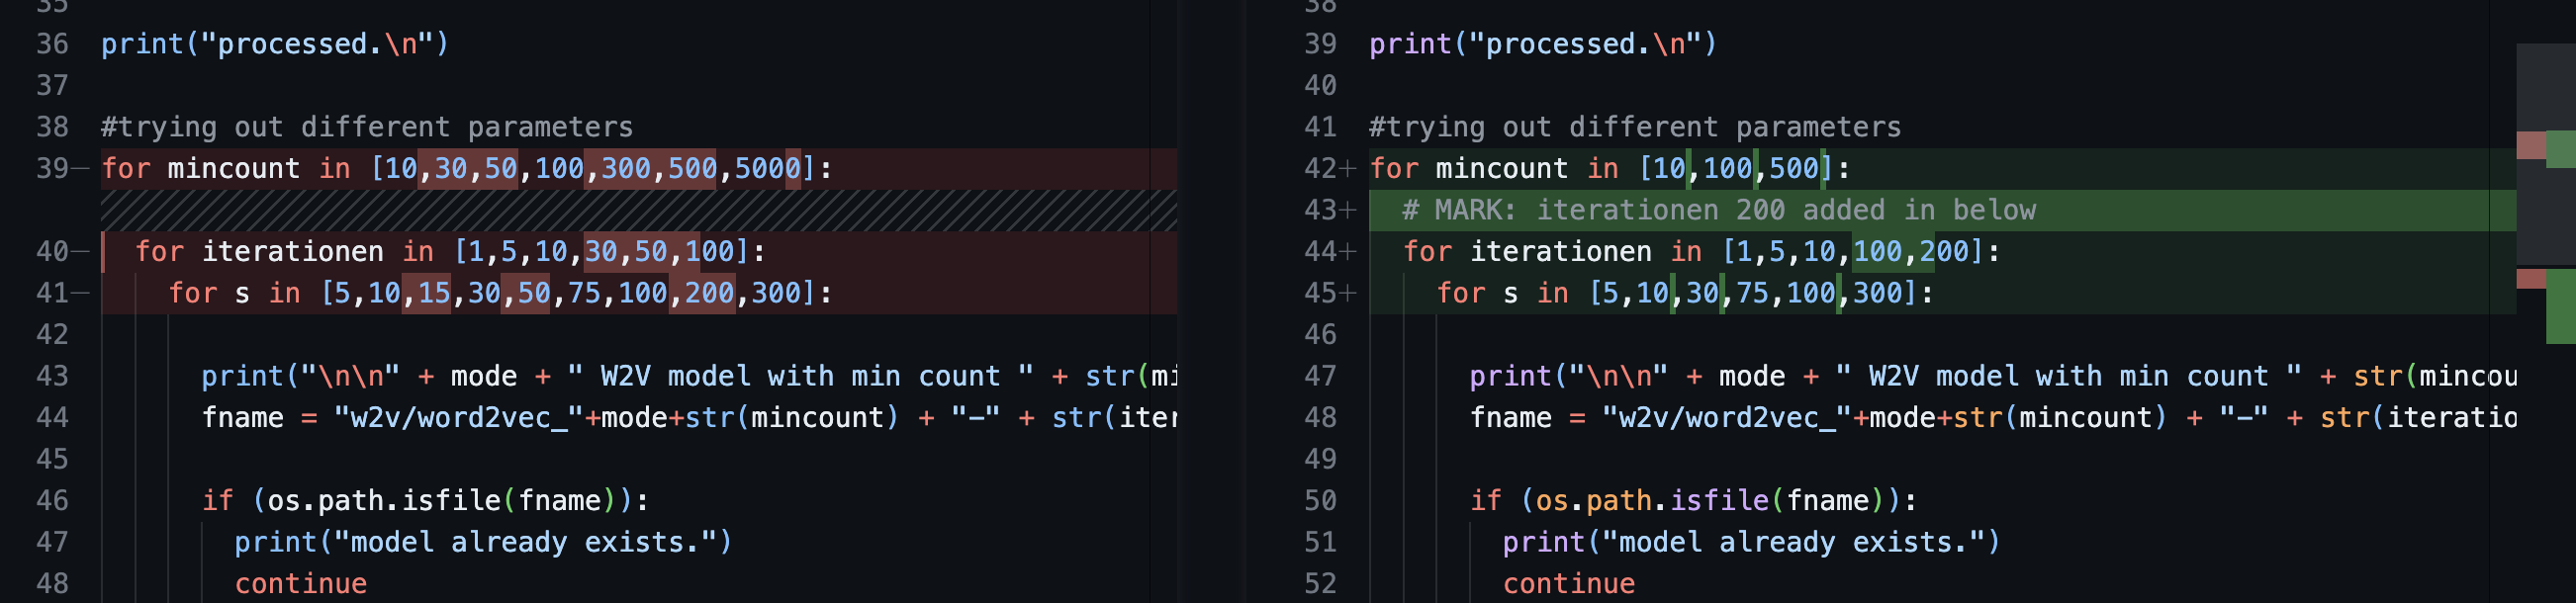 35
36 print("processed.\n")
37
38 #trying out different parameters
39— for mincount in [10,30,50,100,300,500,5000]:
40— for iterationen in [1,5,10,30,50,100]:
41— for s in [5,10,15,30,50,75,100,200,300]:
42
43 print("\n\n" + mode + " W2V model with min count " + str(mi
44 fname = "w2v/word2vec_"+mode+str(mincount) + "-" + str(iter
45
46 if (os.path.isfile(fname)):
47 print("model already exists.")
48 continue
38
39 print("processed.\n")
40
41 #trying out different parameters
42+ for mincount in [10,100,500]:
43+ # MARK: iterationen 200 added in below
44+ for iterationen in [1,5,10,100,200]:
45+ for s in [5,10,30,75,100,300]:
46
47 print("\n\n" + mode + " W2V model with min count " + str(mincou
48 fname = "w2v/word2vec_"+mode+str(mincount) + "-" + str(iteratio
49
50 if (os.path.isfile(fname)):
51 print("model already exists.")
52 continue